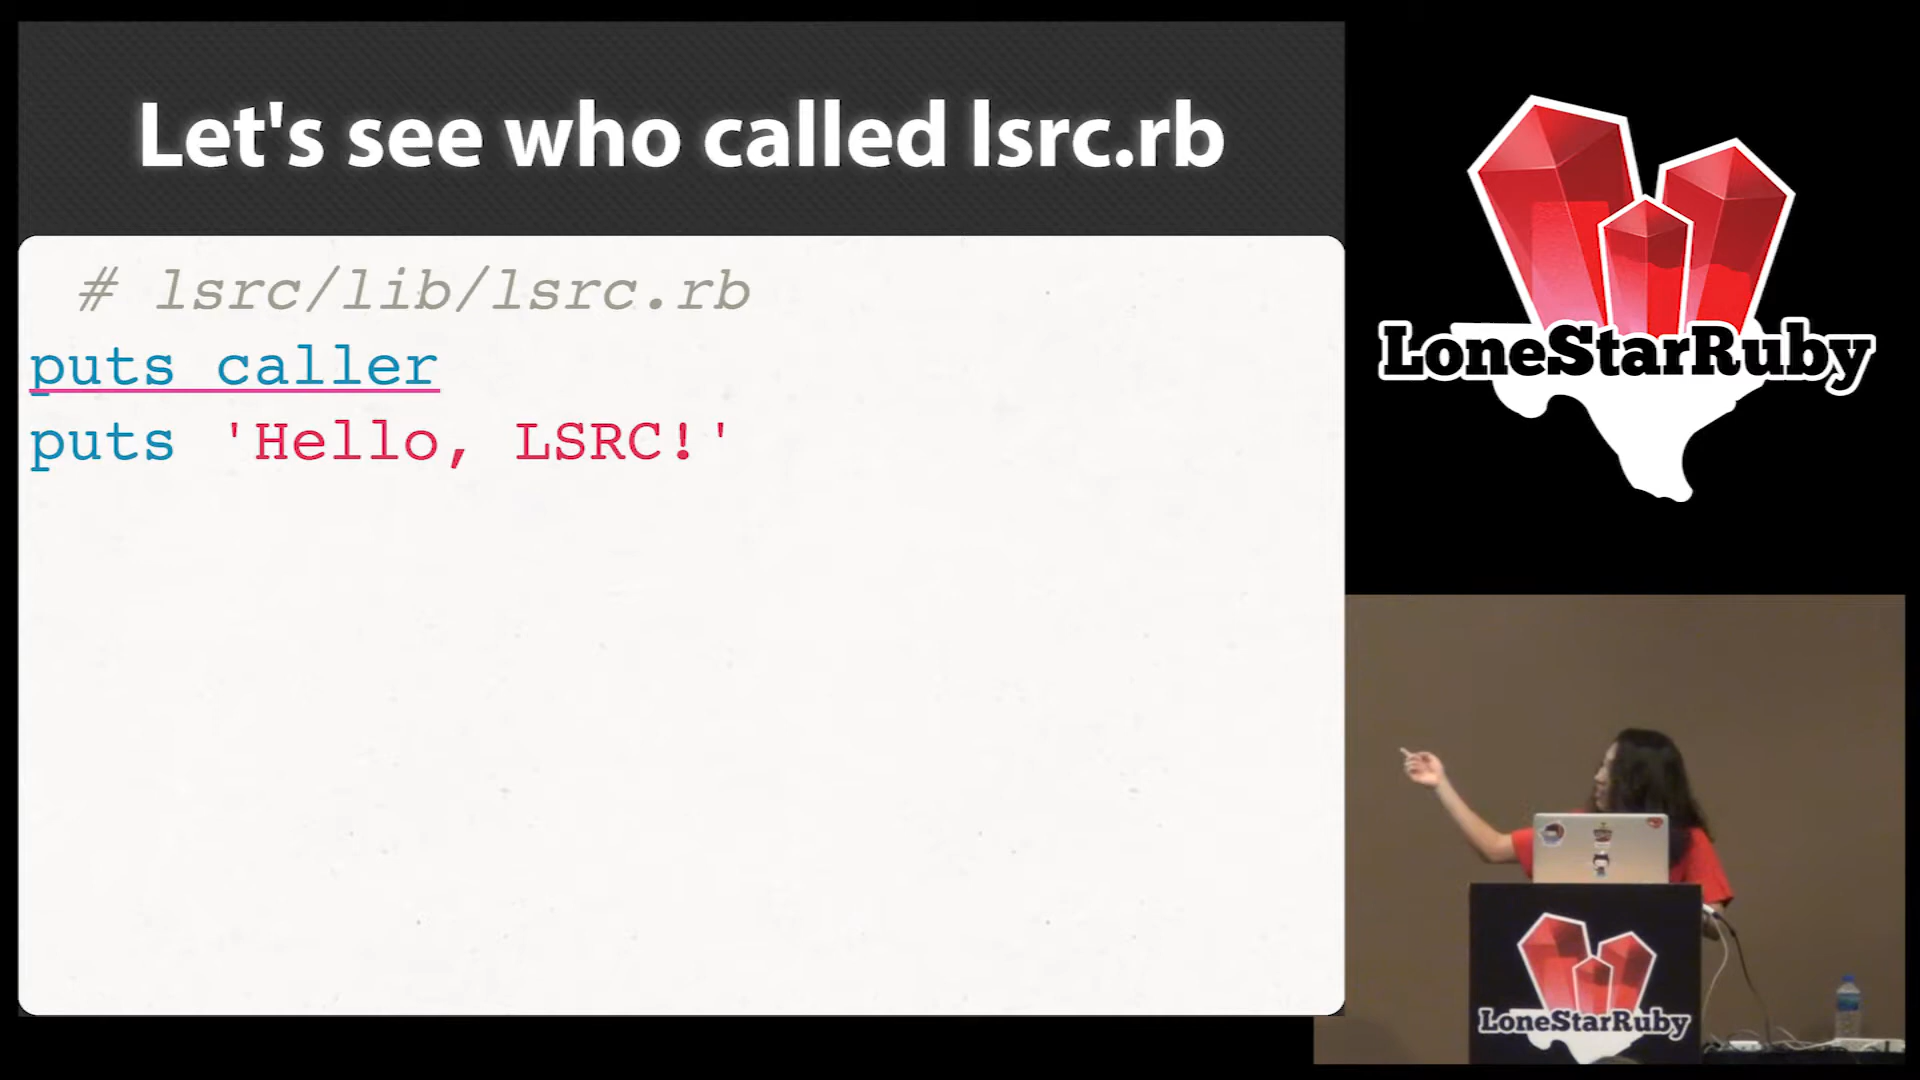 Let's see who called lsrc.rb
# lsrc/lib/lsrc.rb
puts caller
puts 'Hello, LSRC!'
LoneStarRuby
LoneStarRuby